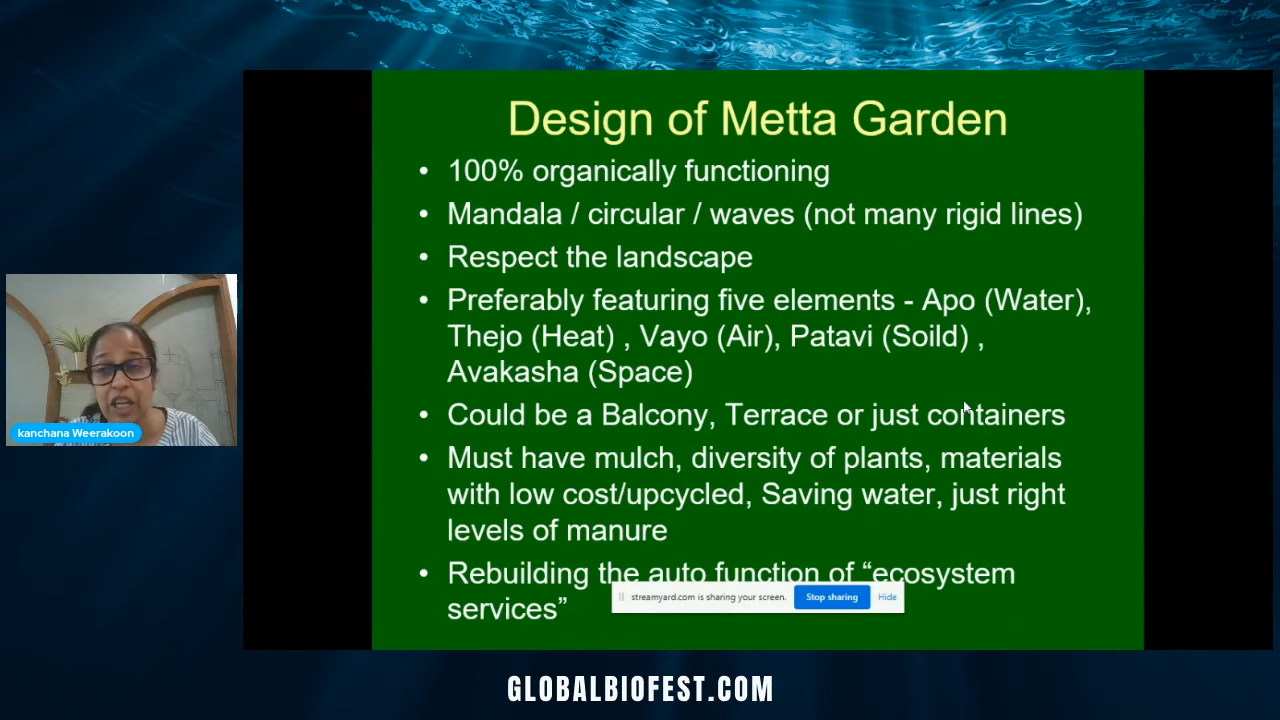 Design of Metta Garden
• 100% organically functioning
• Mandala / circular / waves (not many rigid lines)
• Respect the landscape
• Preferably featuring five elements - Apo (Water),
Thejo (Heat) , Vayo (Air), Patavi (Soild) ,
Avakasha (Space)
• Could be a Balcony, Terrace or just containers
• Must have mulch, diversity of plants, materials
with low cost/upcycled, Saving water, just right
levels of manure
• Rebuilding the auto function of “ecosystem
services”
streamyard.com is sharing your screen.
Stop sharing
Hide
kanchana Weerakoon
GLOBALBIOFEST.COM